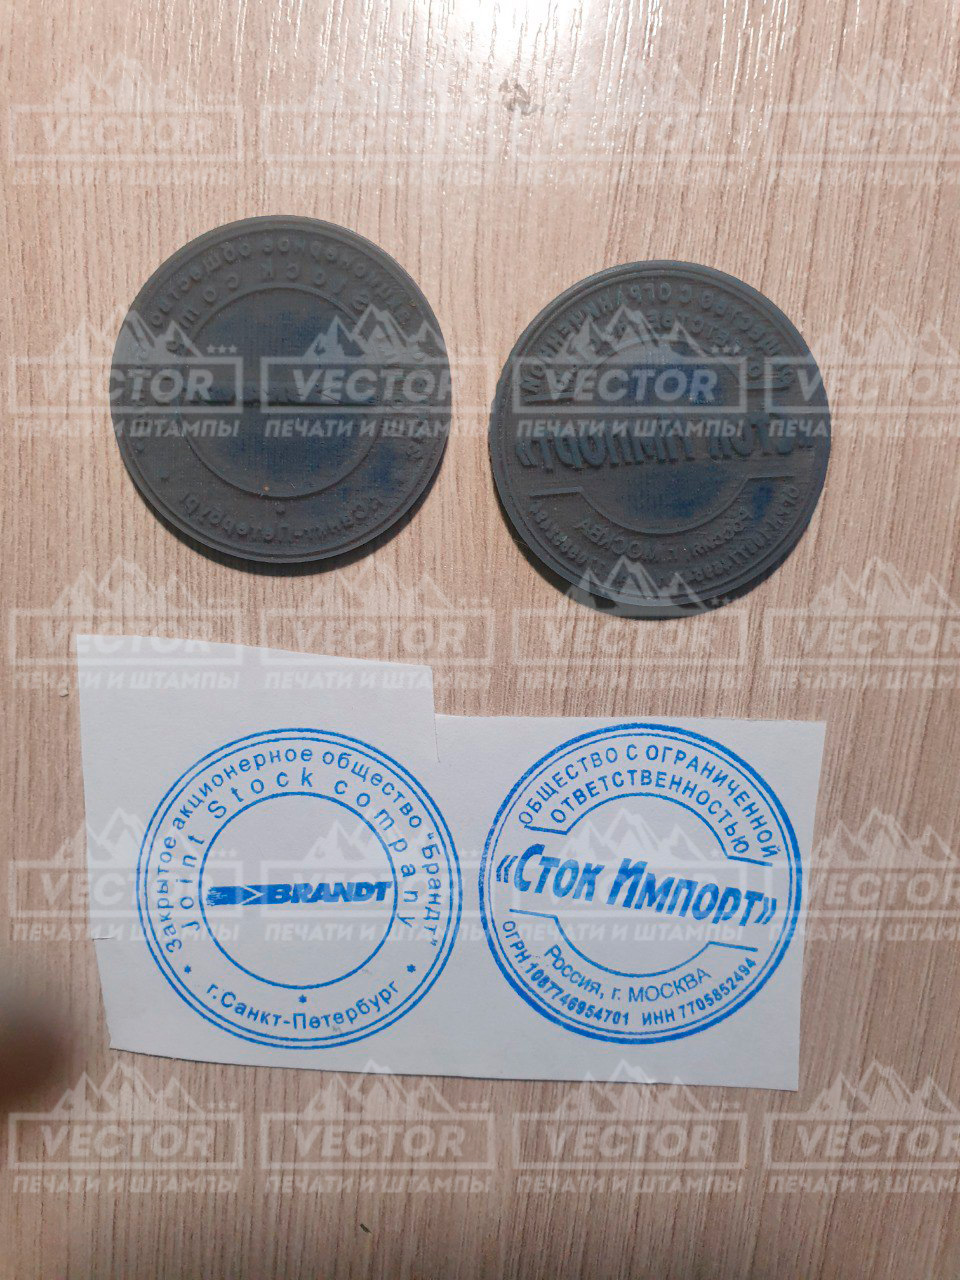 VECTOR
ПЕЧАТИ И ШТАМПЫ
Закрытое акционерное общество "Брандт"
Joint Stock company
BRANDT
* г.Санкт-Петербург *
ОБЩЕСТВО С ОГРАНИЧЕННОЙ
ОТВЕТСТВЕННОСТЬЮ
«СТОК ИМПОРТ»
РОССИЯ, г. МОСКВА
ОГРН 1087746954701 ИНН 7705852494